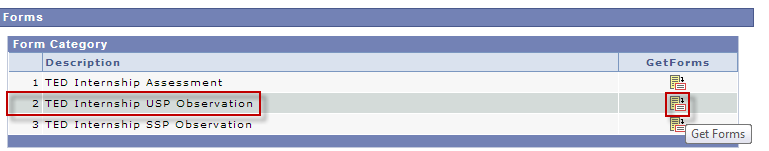 Forms
Form Category
Description GetForms
1 TED Internship Assessment
2 TED Internship USP Observation
3 TED Internship SSP Observation
Get Forms